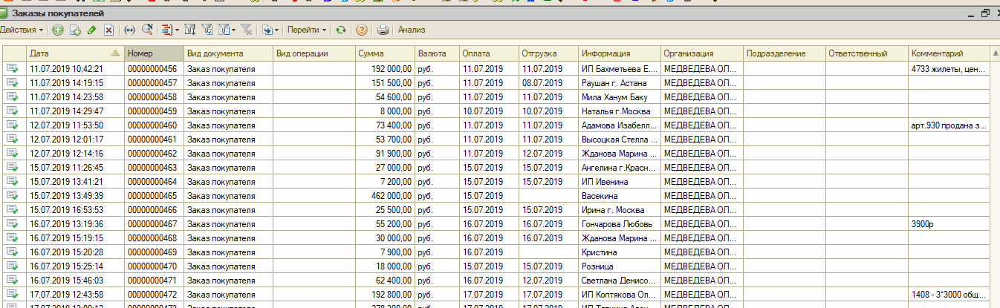 Заказы покупателей
Действия Перейти Анализ
Дата Номер Вид документа Вид операции Сумма Валюта Оплата Отгрузка Информация Организация Подразделение Ответственный Комментарий
11.07.2019 10:42:21 00000000456 Заказ покупателя 192 000,00 руб. 11.07.2019 11.07.2019 ИП Бахметьева Е.... МЕДВЕДЕВА ОЛ... 4733 жилеты, цен...
11.07.2019 14:19:15 00000000457 Заказ покупателя 151 500,00 руб. 11.07.2019 08.07.2019 Раушан г. Астана МЕДВЕДЕВА ОЛ...
11.07.2019 14:23:58 00000000458 Заказ покупателя 54 600,00 руб. 11.07.2019 11.07.2019 Мила Ханум Баку МЕДВЕДЕВА ОЛ...
11.07.2019 14:29:47 00000000459 Заказ покупателя 8 000,00 руб. 10.07.2019 10.07.2019 Наталья г.Москва МЕДВЕДЕВА ОЛ...
12.07.2019 11:53:50 00000000460 Заказ покупателя 73 400,00 руб. 11.07.2019 11.07.2019 Адамова Изабелл... МЕДВЕДЕВА ОЛ... арт.930 продана з...
12.07.2019 12:01:17 00000000461 Заказ покупателя 53 700,00 руб. 11.07.2019 11.07.2019 Высоцкая Стелла МЕДВЕДЕВА ОЛ...
12.07.2019 12:14:16 00000000462 Заказ покупателя 91 900,00 руб. 11.07.2019 12.07.2019 Жданова Марина ... МЕДВЕДЕВА ОЛ...
15.07.2019 11:26:45 00000000463 Заказ покупателя 27 000,00 руб. 15.07.2019 15.07.2019 Ангелина г.Красн... МЕДВЕДЕВА ОЛ...
15.07.2019 13:41:21 00000000464 Заказ покупателя 7 200,00 руб. 15.07.2019 15.07.2019 ИП Ивенина МЕДВЕДЕВА ОЛ...
15.07.2019 13:49:39 00000000465 Заказ покупателя 462 000,00 руб. 15.07.2019 Васекина МЕДВЕДЕВА ОЛ...
15.07.2019 16:53:53 00000000466 Заказ покупателя 25 500,00 руб. 15.07.2019 15.07.2019 Ирина г. Москва МЕДВЕДЕВА ОЛ...
16.07.2019 13:19:36 00000000467 Заказ покупателя 55 200,00 руб. 16.07.2019 16.07.2019 Гончарова Любовь МЕДВЕДЕВА ОЛ... 3900р
16.07.2019 15:19:15 00000000468 Заказ покупателя 30 000,00 руб. 16.07.2019 16.07.2019 Жданова Марина ... МЕДВЕДЕВА ОЛ...
16.07.2019 15:20:28 00000000469 Заказ покупателя 7 900,00 руб. 16.07.2019 Кристина МЕДВЕДЕВА ОЛ...
16.07.2019 15:25:14 00000000470 Заказ покупателя 18 000,00 руб. 15.07.2019 15.07.2019 Розница МЕДВЕДЕВА ОЛ...
16.07.2019 15:46:03 00000000471 Заказ покупателя 62 400,00 руб. 16.07.2019 12.07.2019 Светлана Денисо... МЕДВЕДЕВА ОЛ...
17.07.2019 12:43:58 00000000472 Заказ покупателя 192 800,00 руб. 17.07.2019 17.07.2019 ИП Коптякова Ол... МЕДВЕДЕВА ОЛ... 1408 - 3*3000 общ...